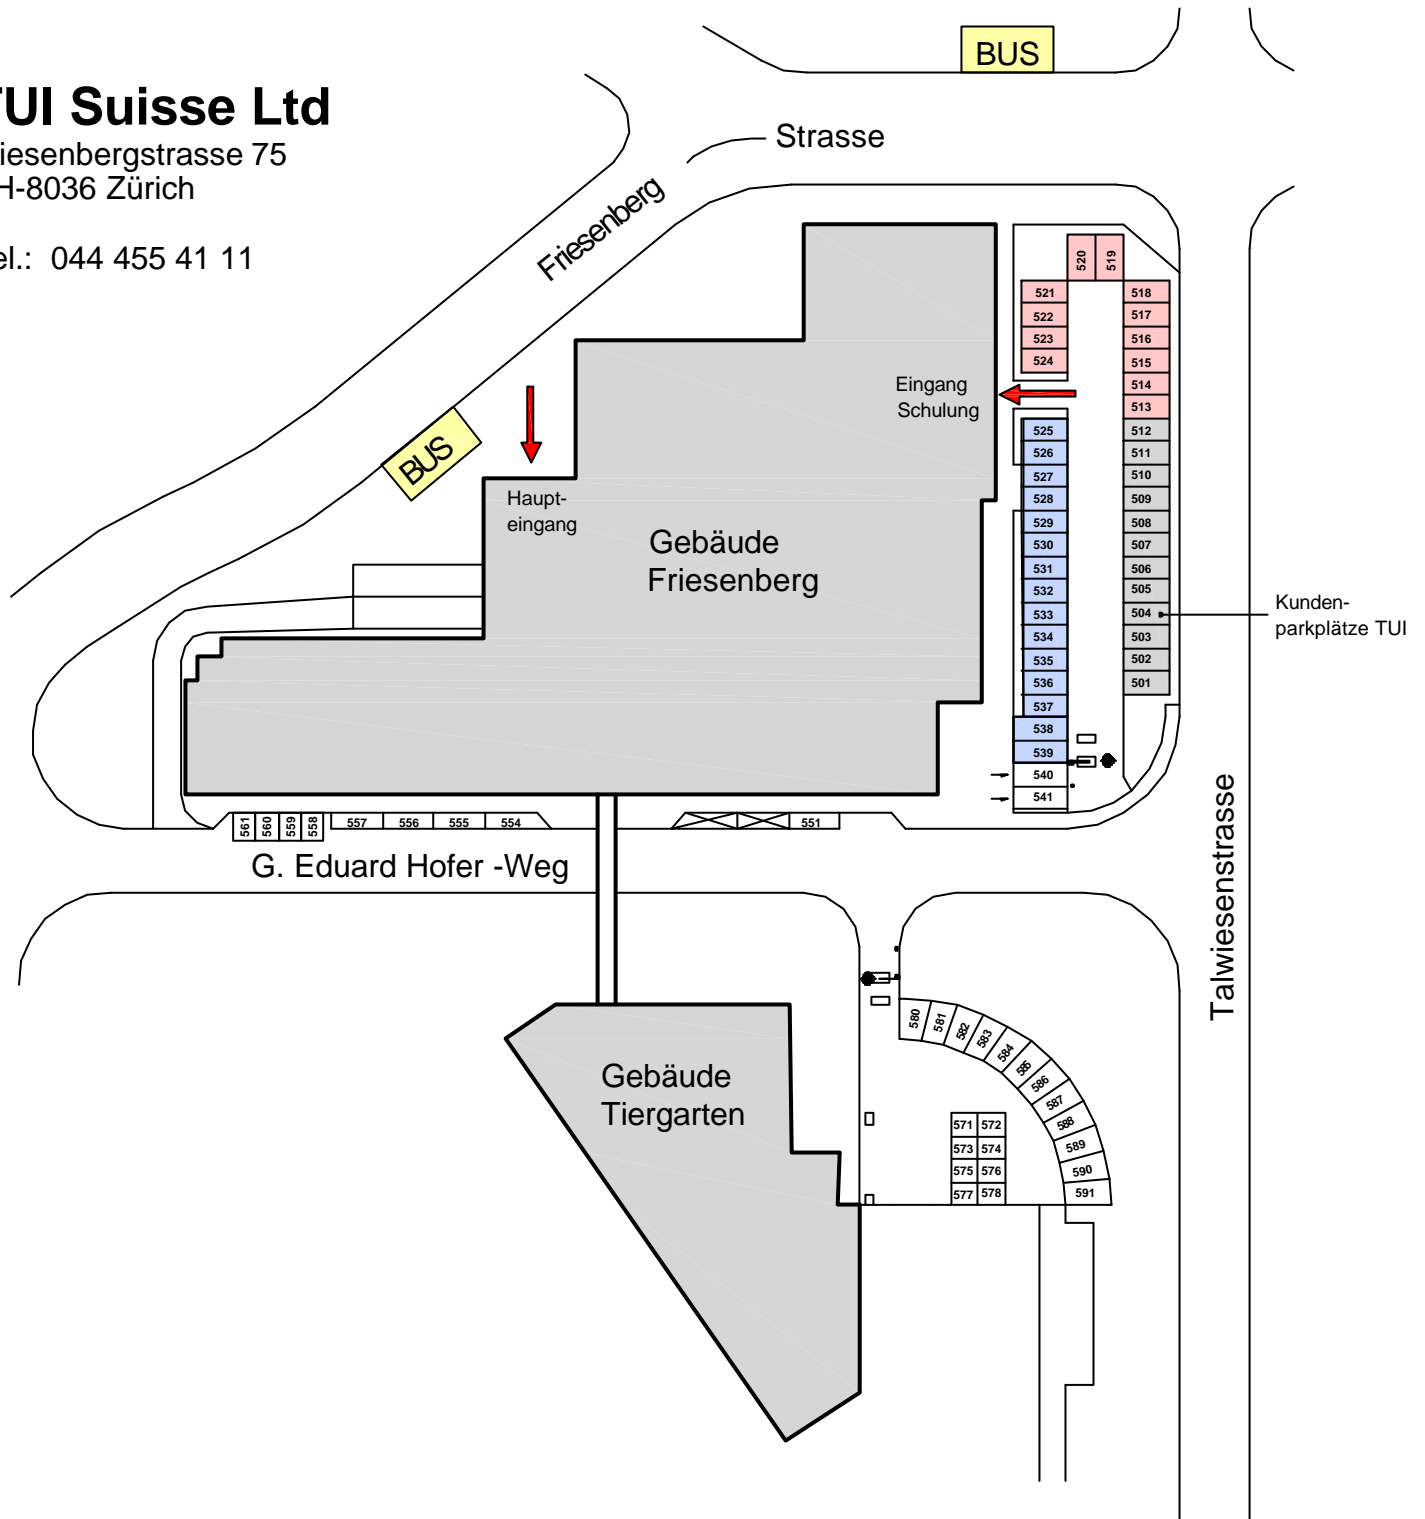 TUI Suisse Ltd
iesenbergstrasse 75
H-8036 Zürich
el.: 044 455 41 11
BUS
Strasse
Friesenberg
BUS
Haupt-
eingang
Eingang
Schulung
Gebäude
Friesenberg
520 519
521 518
522 517
523 516
524 515
514
513
525 512
526 511
527 510
528 509
529 508
530 507
531 506
532 505
533 504
534 503
535 502
536 501
537
538
539
540
541
Kunden-
parkplätze TUI
561 560 559 558 557 556 555 554 551
G. Eduard Hofer -Weg
Talwiesenstrasse
Gebäude
Tiergarten
580 581 582 583 584 585 586 587 588 589 590 591
571 572
573 574
575 576
577 578